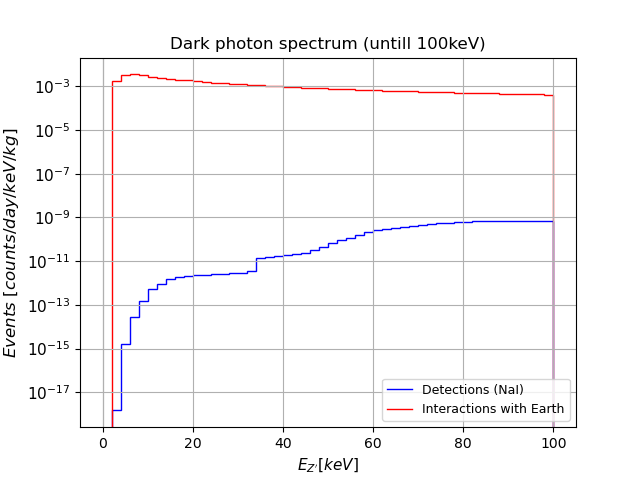 Dark photon spectrum (untill 100keV)
Events [counts/day/keV/kg]
10⁻³
10⁻⁵
10⁻⁷
10⁻⁹
10⁻¹¹
10⁻¹³
10⁻¹⁵
10⁻¹⁷
Detections (NaI)
Interactions with Earth
0 20 40 60 80 100
E_{Z'}[keV]